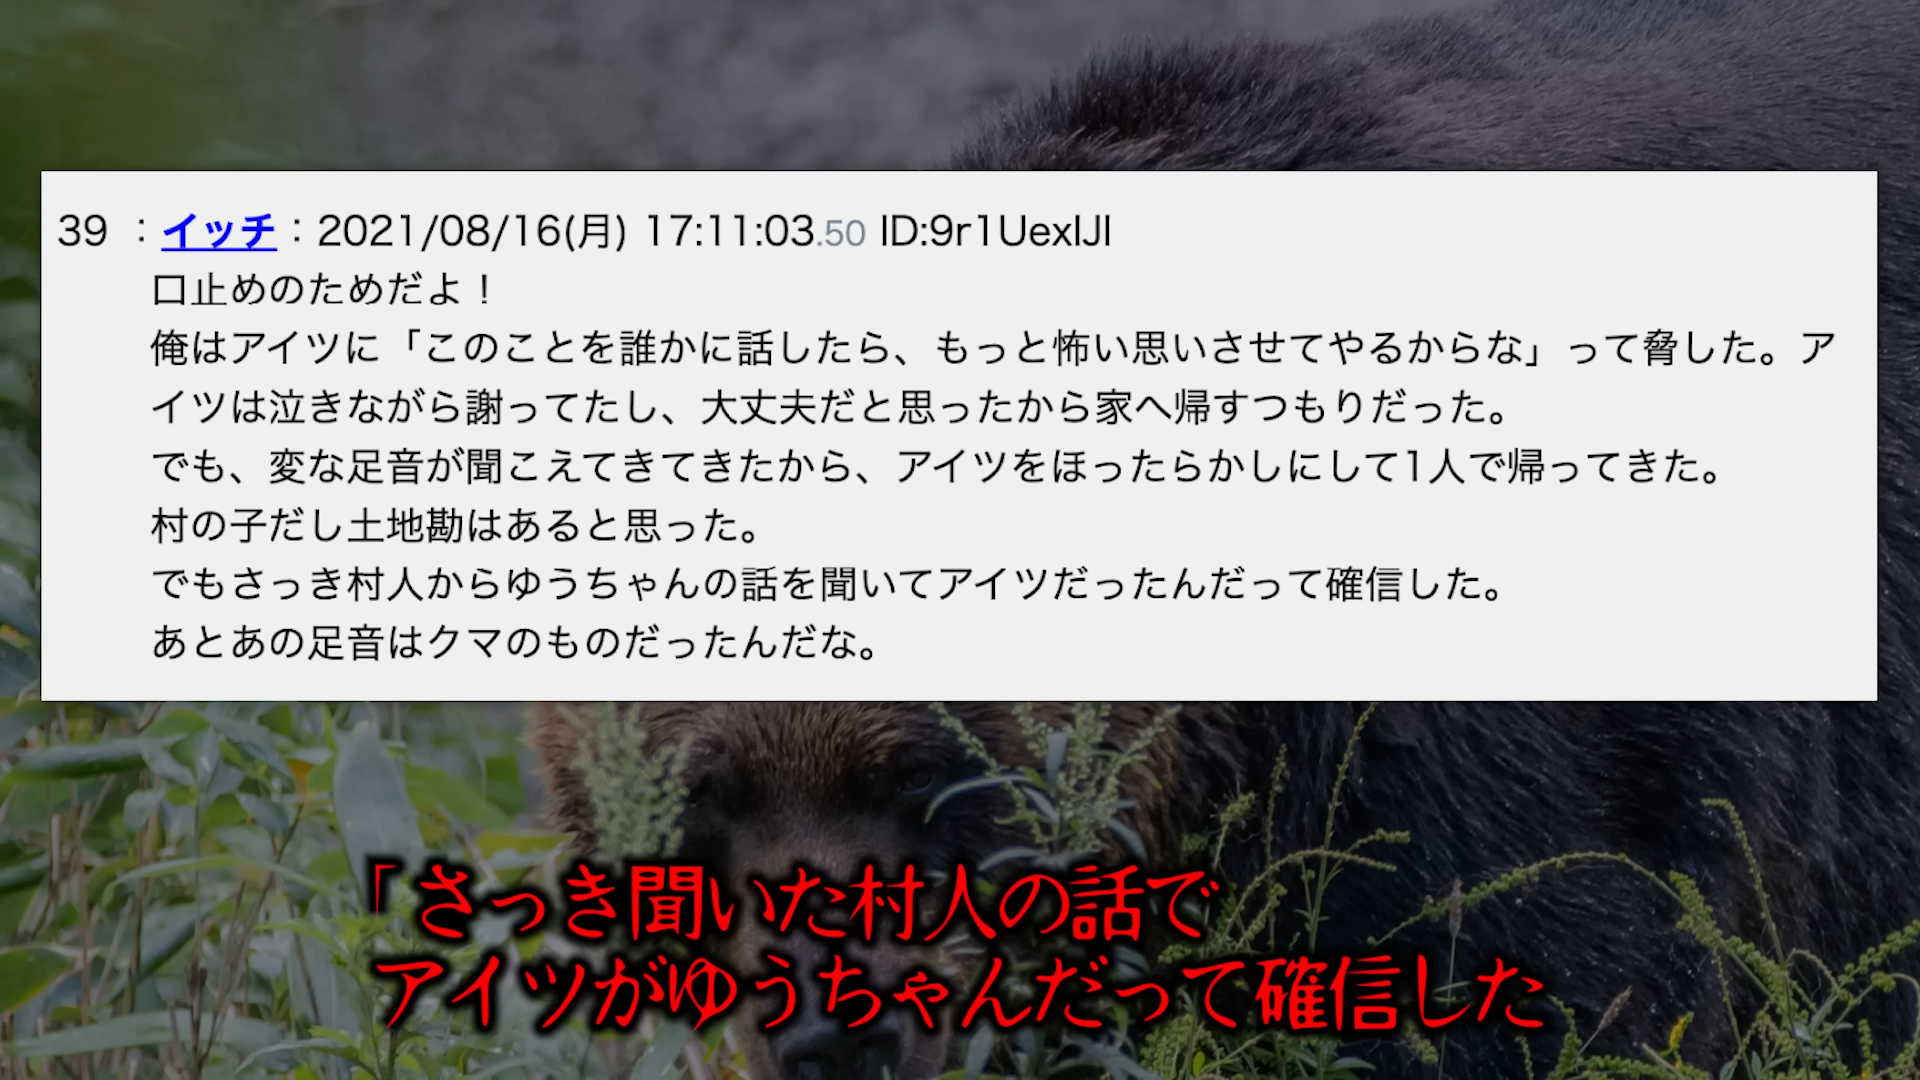 39 ：イッチ：2021/08/16(月) 17:11:03.50 ID:9r1UexIJI
口止めのためだよ！
俺はアイツに「このことを誰かに話したら、もっと怖い思いさせてやるからな」って脅した。ア
イツは泣きながら謝ってたし、大丈夫だと思ったから家へ帰すつもりだった。
でも、変な足音が聞こえてきてきたから、アイツをほったらかしにして1人で帰ってきた。
村の子だし土地勘はあると思った。
でもさっき村人からゆうちゃんの話を聞いてアイツだったんだって確信した。
あとあの足音はクマのものだったんだな。
「さっき聞いた村人の話で
アイツがゆうちゃんだって確信した